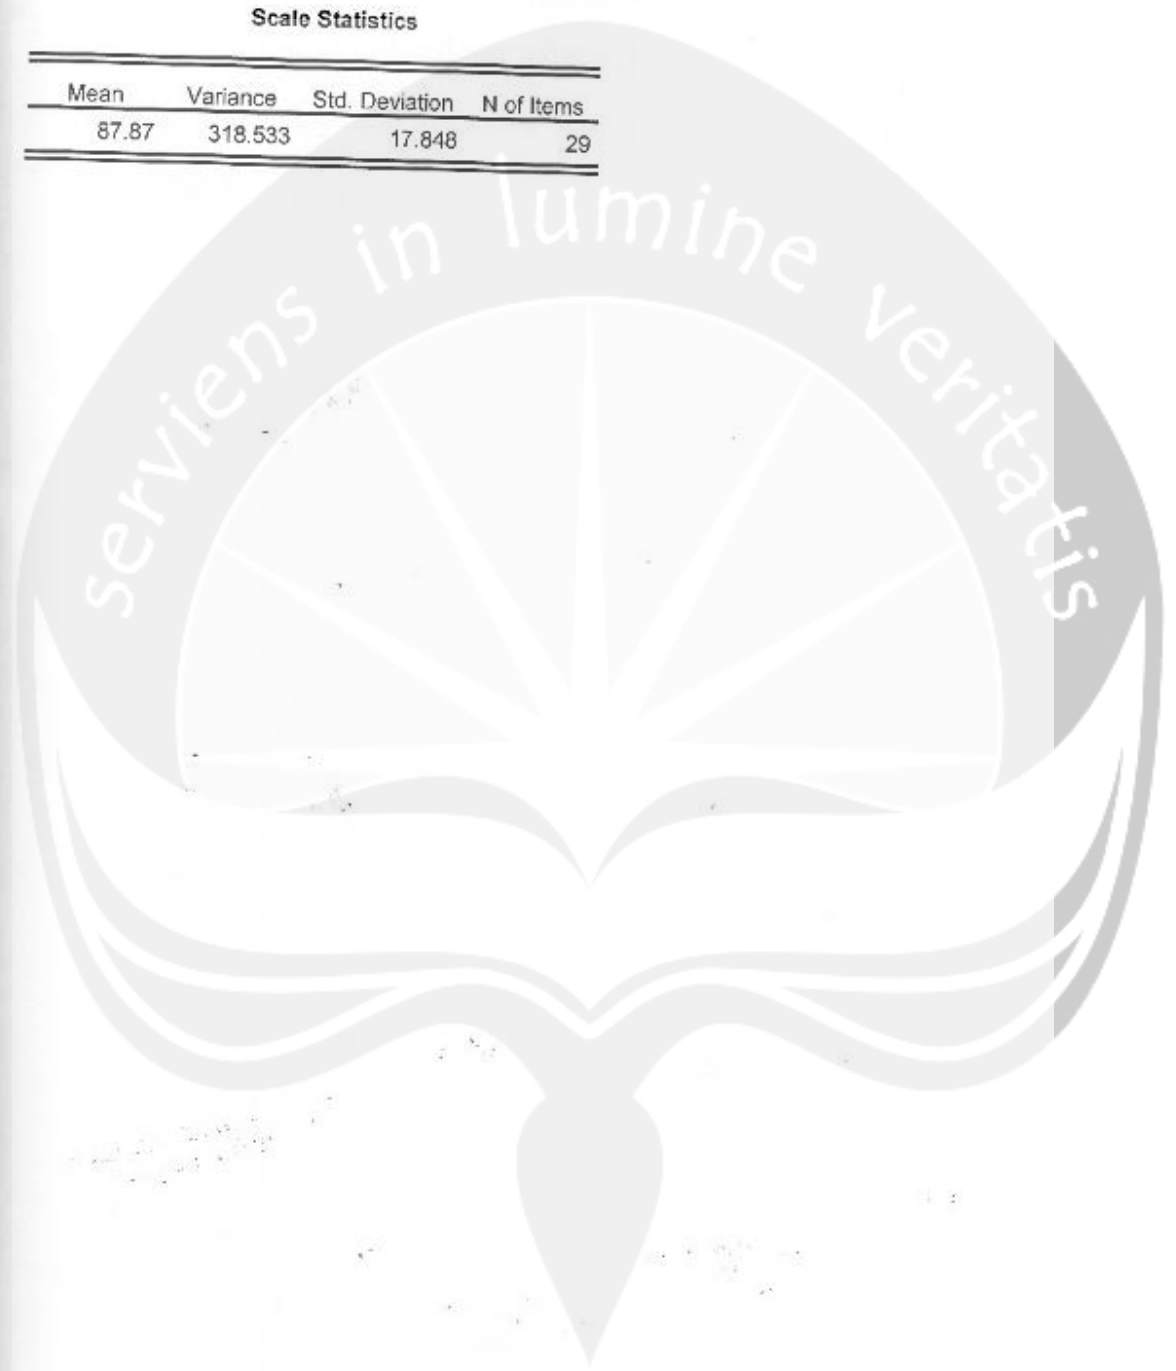 Scale Statistics
Mean Variance Std. Deviation N of Items
87.87 318.533 17.848 29
serviens in lumine veritatis